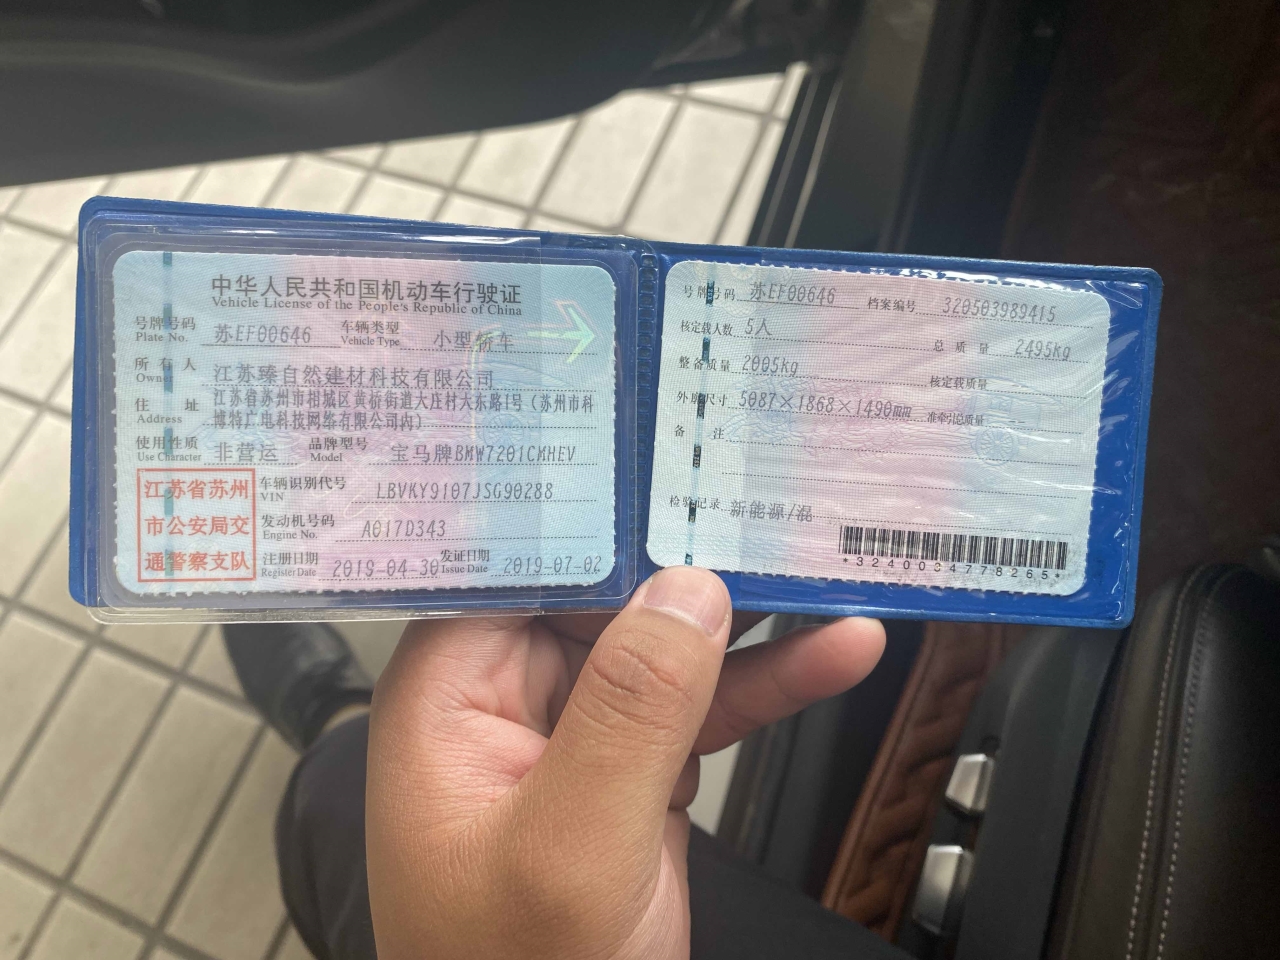 中华人民共和国机动车行驶证
Vehicle License of the People's Republic of China
号牌号码 苏EF00646 车辆类型 小型轿车
Plate No. Vehicle Type
所有人 江苏臻自然建材科技有限公司
Owner
住址 江苏省苏州市相城区黄桥街道大庄村大东路1号（苏州市科
Address 博特广电科技网络有限公司内）
使用性质 非营运 品牌型号 宝马牌BMW7201CMHEV
Use Character Model
江苏省苏州
市公安局交
通警察支队
车辆识别代号 LBVKY9107JSG90288
VIN
发动机号码 A017D343
Engine No.
注册日期 2019-04-30 发证日期 2019-07-02
Register Date Issue Date
号牌号码 苏EF00646 档案编号 320503989415
核定载人数 5人 总质量 2495kg
整备质量 2005kg 核定载质量 --
外廓尺寸 5087×1868×1490mm 准牵引总质量 --
备注
检验记录 新能源/混
*3240034778265*